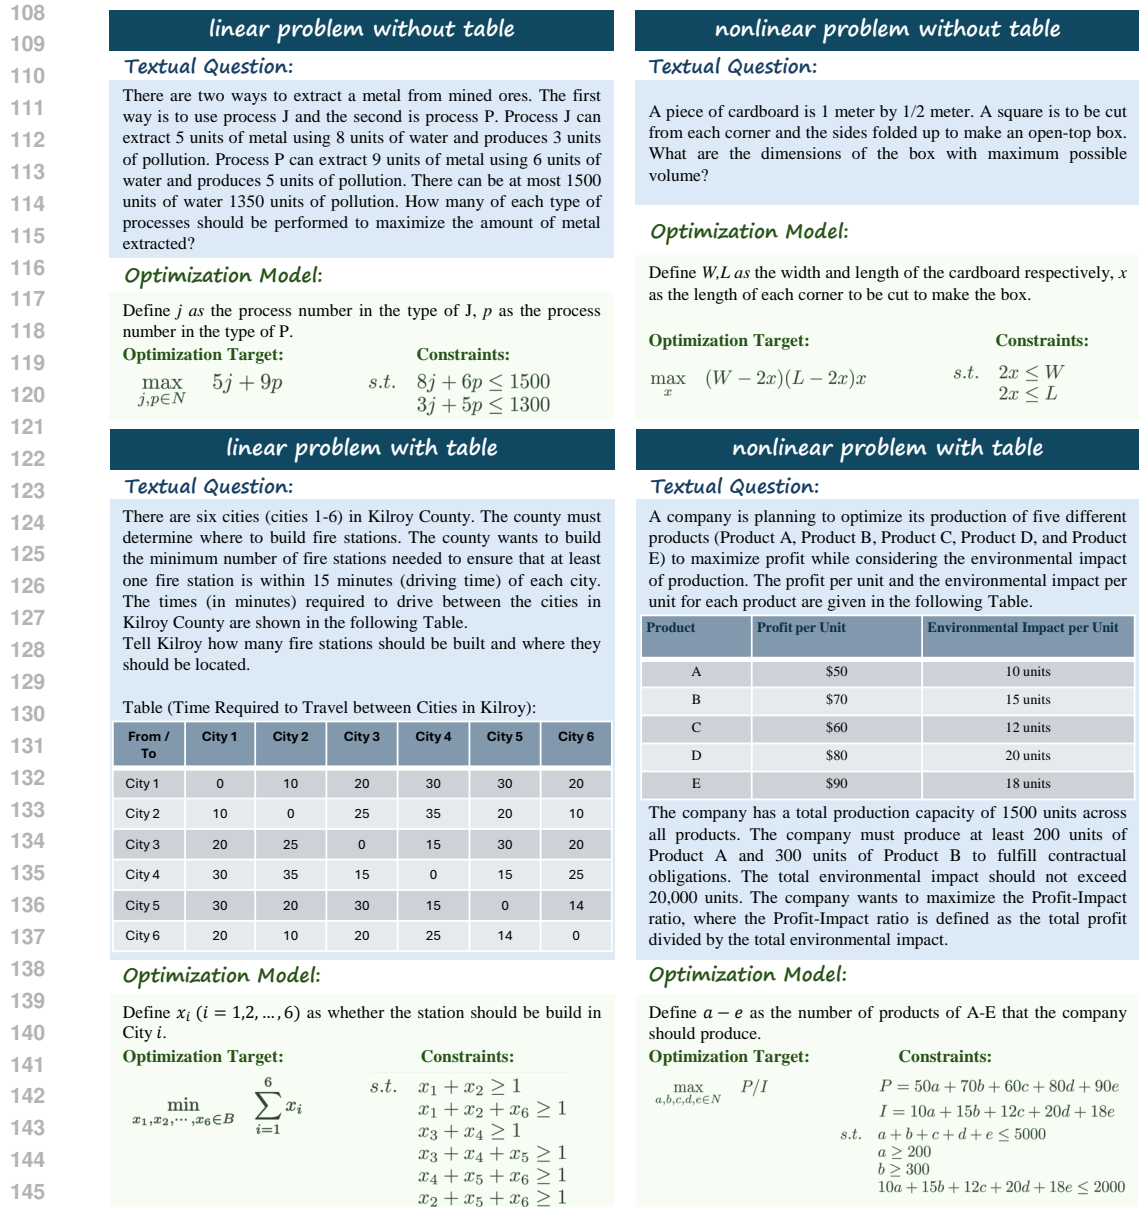 108
109
110
111
112
113
114
115
116
117
118
119
120
121
122
123
124
125
126
127
128
129
130
131
132
133
134
135
136
137
138
139
140
141
142
143
144
145
linear problem without table
Textual Question:
There are two ways to extract a metal from mined ores. The first
way is to use process J and the second is process P. Process J can
extract 5 units of metal using 8 units of water and produces 3 units
of pollution. Process P can extract 9 units of metal using 6 units of
water and produces 5 units of pollution. There can be at most 1500
units of water 1350 units of pollution. How many of each type of
processes should be performed to maximize the amount of metal
extracted?
Optimization Model:
Define j as the process number in the type of J, p as the process
number in the type of P.
Optimization Target: Constraints:
max 5j + 9p s.t. 8j + 6p ≤ 1500
j,p∈N 3j + 5p ≤ 1300
nonlinear problem without table
Textual Question:
A piece of cardboard is 1 meter by 1/2 meter. A square is to be cut
from each corner and the sides folded up to make an open-top box.
What are the dimensions of the box with maximum possible
volume?
Optimization Model:
Define W,L as the width and length of the cardboard respectively, x
as the length of each corner to be cut to make the box.
Optimization Target: Constraints:
max (W − 2x)(L − 2x)x s.t. 2x ≤ W
x 2x ≤ L
linear problem with table
Textual Question:
There are six cities (cities 1-6) in Kilroy County. The county must
determine where to build fire stations. The county wants to build
the minimum number of fire stations needed to ensure that at least
one fire station is within 15 minutes (driving time) of each city.
The times (in minutes) required to drive between the cities in
Kilroy County are shown in the following Table.
Tell Kilroy how many fire stations should be built and where they
should be located.
Table (Time Required to Travel between Cities in Kilroy):
From / To City 1 City 2 City 3 City 4 City 5 City 6
City 1 0 10 20 30 30 20
City 2 10 0 25 35 20 10
City 3 20 25 0 15 30 20
City 4 30 35 15 0 15 25
City 5 30 20 30 15 0 14
City 6 20 10 20 25 14 0
Optimization Model:
Define x_i (i = 1,2, …, 6) as whether the station should be build in
City i.
Optimization Target: Constraints:
min_{x_1,x_2,⋯,x_6∈B} ∑_{i=1}^{6} x_i
s.t. x_1 + x_2 ≥ 1
x_1 + x_2 + x_6 ≥ 1
x_3 + x_4 ≥ 1
x_3 + x_4 + x_5 ≥ 1
x_4 + x_5 + x_6 ≥ 1
x_2 + x_5 + x_6 ≥ 1
nonlinear problem with table
Textual Question:
A company is planning to optimize its production of five different
products (Product A, Product B, Product C, Product D, and Product
E) to maximize profit while considering the environmental impact
of production. The profit per unit and the environmental impact per
unit for each product are given in the following Table.
Product Profit per Unit Environmental Impact per Unit
A $50 10 units
B $70 15 units
C $60 12 units
D $80 20 units
E $90 18 units
The company has a total production capacity of 1500 units across
all products. The company must produce at least 200 units of
Product A and 300 units of Product B to fulfill contractual
obligations. The total environmental impact should not exceed
20,000 units. The company wants to maximize the Profit-Impact
ratio, where the Profit-Impact ratio is defined as the total profit
divided by the total environmental impact.
Optimization Model:
Define a − e as the number of products of A-E that the company
should produce.
Optimization Target: Constraints:
max_{a,b,c,d,e∈N} P/I
P = 50a + 70b + 60c + 80d + 90e
I = 10a + 15b + 12c + 20d + 18e
s.t. a + b + c + d + e ≤ 5000
a ≥ 200
b ≥ 300
10a + 15b + 12c + 20d + 18e ≤ 2000